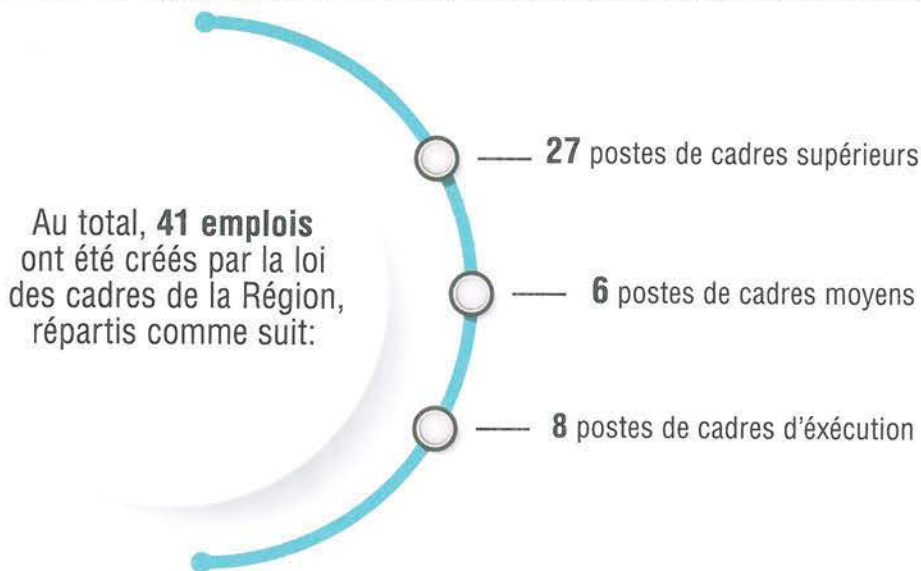 Au total, 41 emplois
ont été créés par la loi
des cadres de la Région,
répartis comme suit:
27 postes de cadres supérieurs
6 postes de cadres moyens
8 postes de cadres d'éxécution